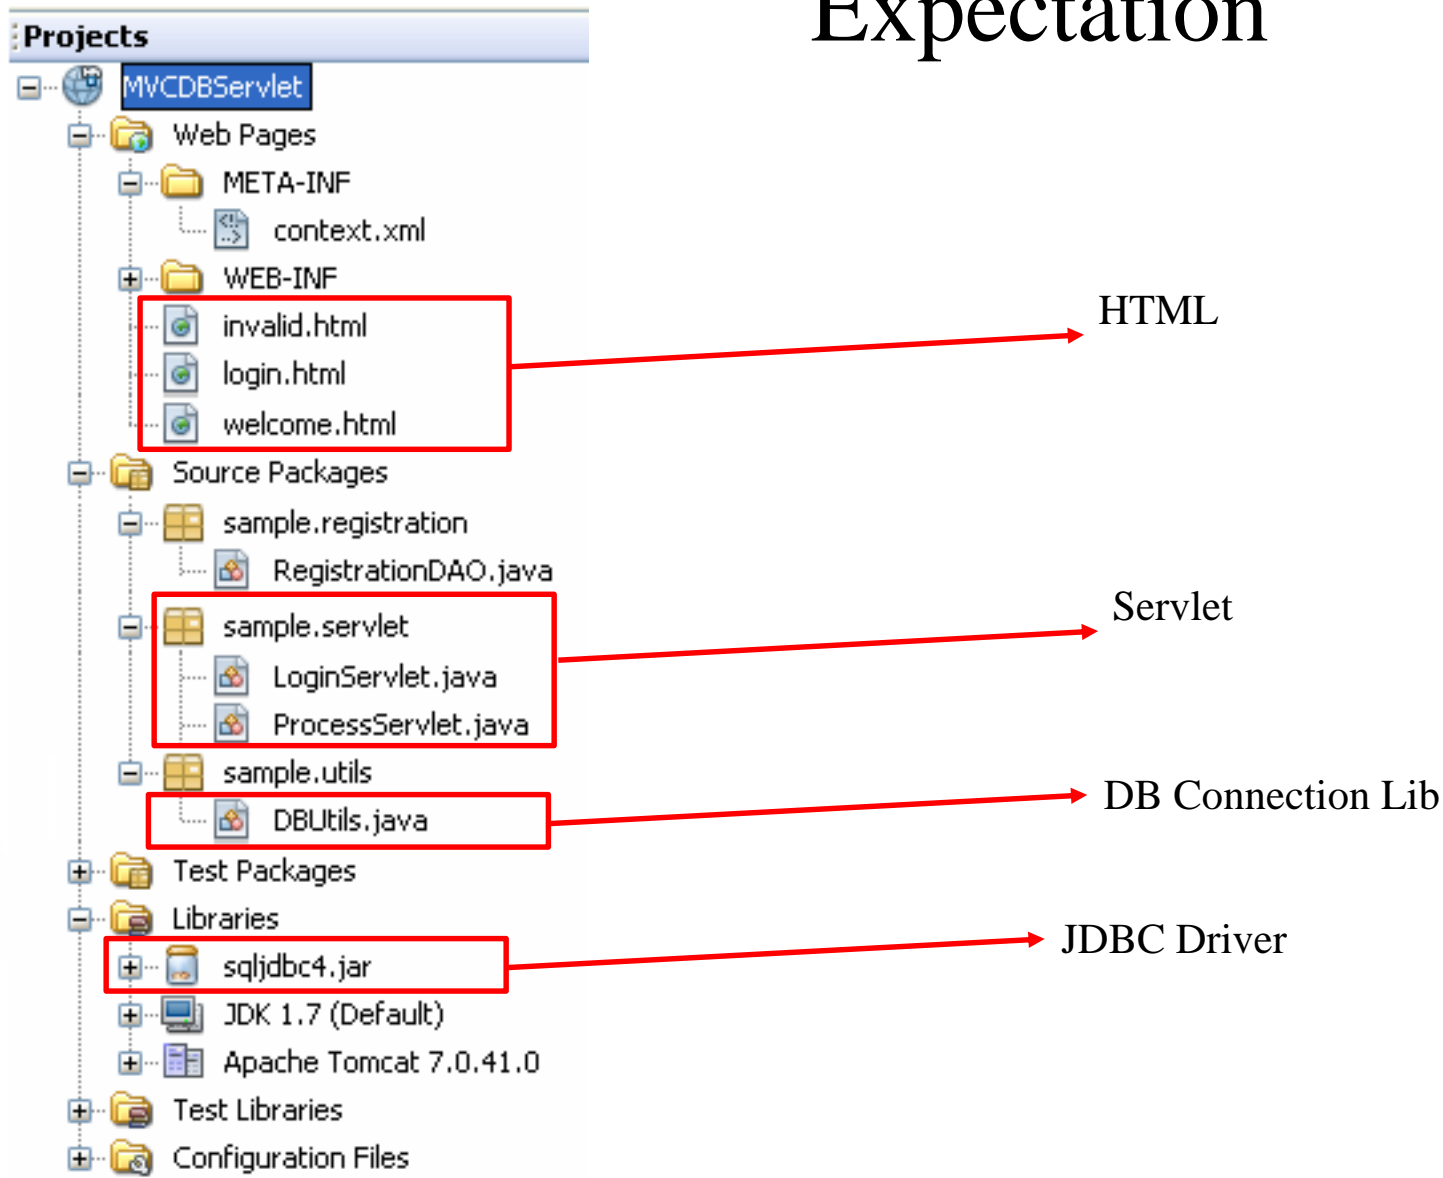 Expectation
Projects
MVCDBServlet
Web Pages
META-INF
context.xml
WEB-INF
invalid.html
HTML
login.html
welcome.html
Source Packages
sample.registration
RegistrationDAO.java
sample.servlet
Servlet
LoginServlet.java
ProcessServlet.java
sample.utils
DB Connection Lib
DBUtils.java
Test Packages
Libraries
JDBC Driver
sqljdbc4.jar
JDK 1.7 (Default)
Apache Tomcat 7.0.41.0
Test Libraries
Configuration Files